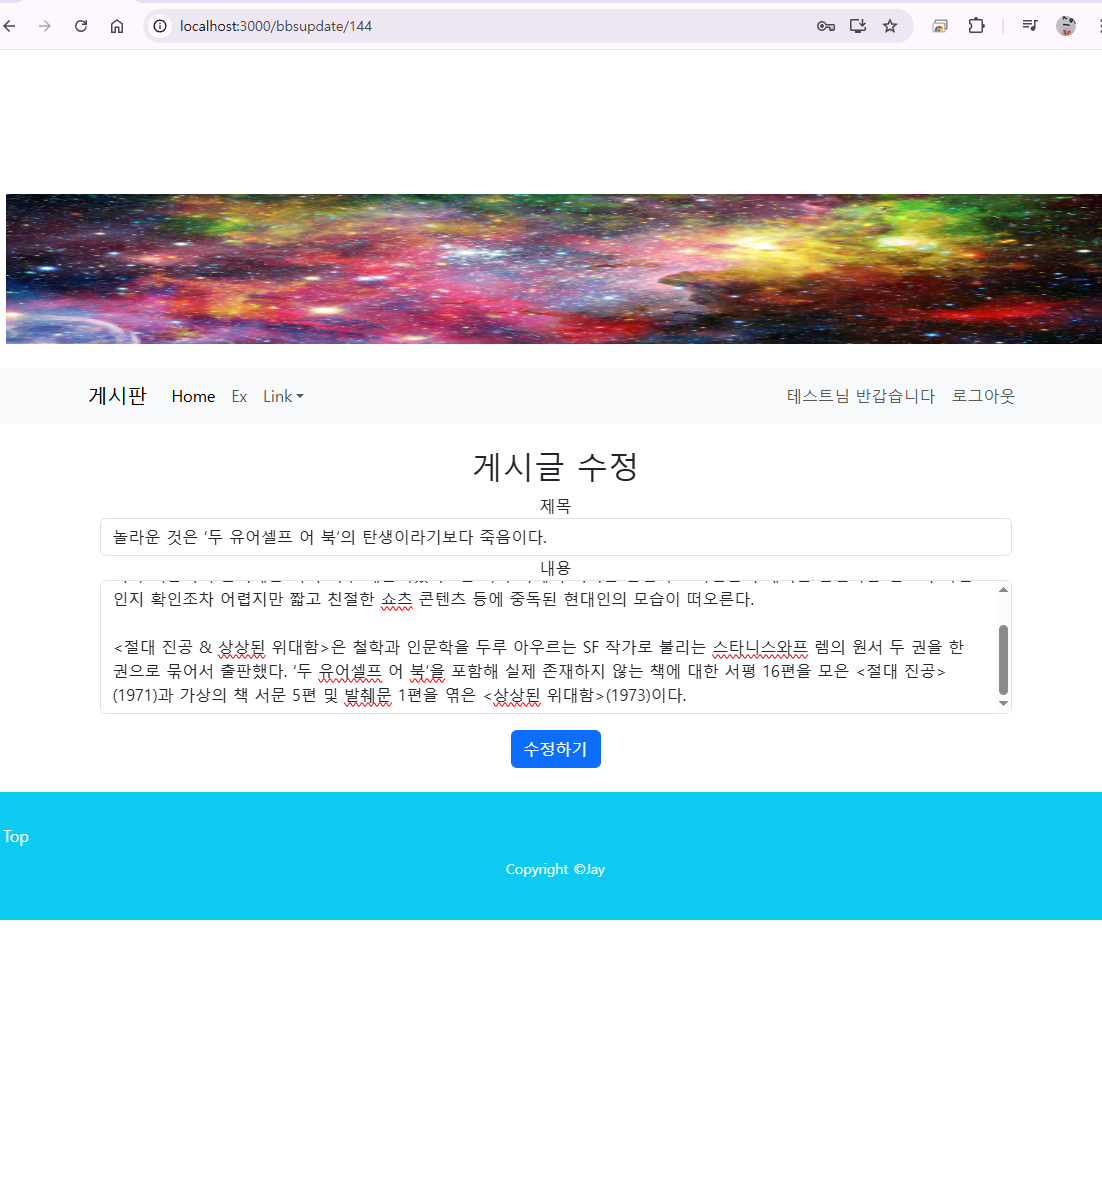 localhost:3000/bbsupdate/144
게시판 Home Ex Link 테스트님 반갑습니다 로그아웃
게시글 수정
제목
놀라운 것은 ‘두 유어셀프 어 북’의 탄생이라기보다 죽음이다.
내용
인지 확인조차 어렵지만 짧고 친절한 쇼츠 콘텐츠 등에 중독된 현대인의 모습이 떠오른다.
<절대 진공 & 상상된 위대함>은 철학과 인문학을 두루 아우르는 SF 작가로 불리는 스타니스와프 렘의 원서 두 권을 한
권으로 묶어서 출판했다. ‘두 유어셀프 어 북’을 포함해 실제 존재하지 않는 책에 대한 서평 16편을 모은 <절대 진공>
(1971)과 가상의 책 서문 5편 및 발췌문 1편을 엮은 <상상된 위대함>(1973)이다.
수정하기
Top
Copyright ©Jay